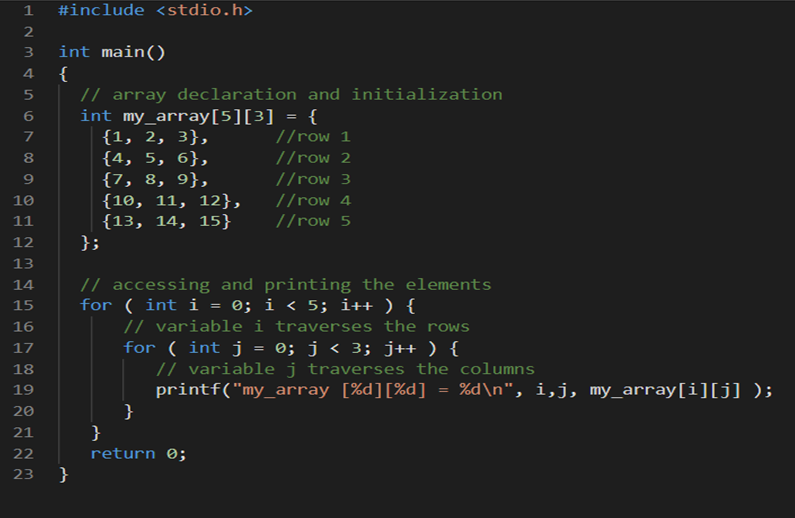 1 #include <stdio.h>
2
3 int main()
4 {
5 // array declaration and initialization
6 int my_array[5][3] = {
7 {1, 2, 3}, //row 1
8 {4, 5, 6}, //row 2
9 {7, 8, 9}, //row 3
10 {10, 11, 12}, //row 4
11 {13, 14, 15} //row 5
12 };
13
14 // accessing and printing the elements
15 for ( int i = 0; i < 5; i++ ) {
16 // variable i traverses the rows
17 for ( int j = 0; j < 3; j++ ) {
18 // variable j traverses the columns
19 printf("my_array [%d][%d] = %d\n", i,j, my_array[i][j] );
20 }
21 }
22 return 0;
23 }